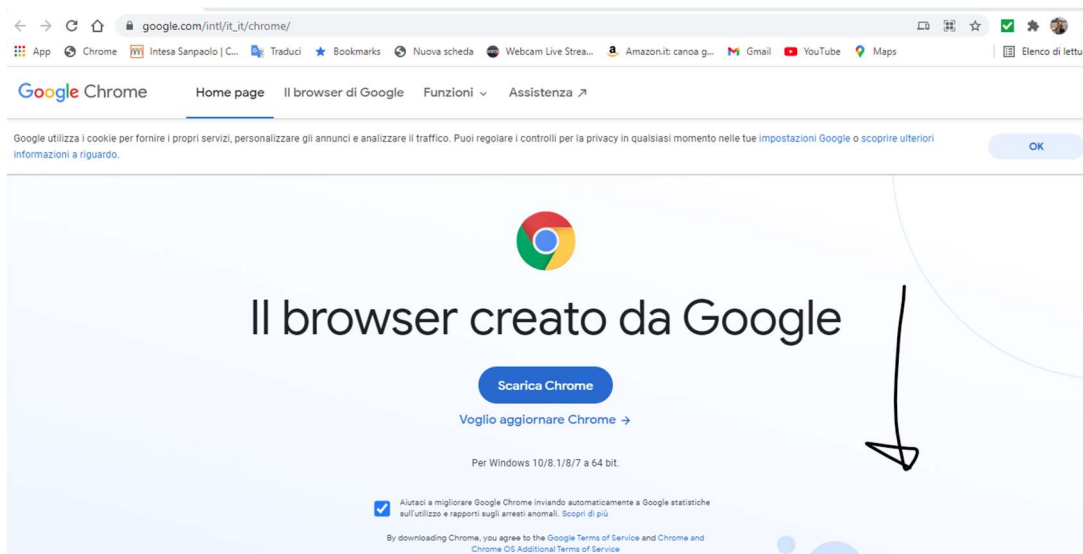 google.com/intl/it_it/chrome/
App Chrome Intesa Sanpaolo | C... Traduci Bookmarks Nuova scheda Webcam Live Strea... Amazon.it: canoa g... Gmail YouTube Maps Elenco di lettu
Google Chrome Home page Il browser di Google Funzioni Assistenza
Google utilizza i cookie per fornire i propri servizi, personalizzare gli annunci e analizzare il traffico. Puoi regolare i controlli per la privacy in qualsiasi momento nelle tue impostazioni Google o scoprire ulteriori
informazioni a riguardo.
OK
Il browser creato da Google
Scarica Chrome
Voglio aggiornare Chrome →
Per Windows 10/8.1/8/7 a 64 bit.
Aiutaci a migliorare Google Chrome inviando automaticamente a Google statistiche
sull'utilizzo e rapporti sugli arresti anomali. Scopri di più
By downloading Chrome, you agree to the Google Terms of Service and Chrome and
Chrome OS Additional Terms of Service